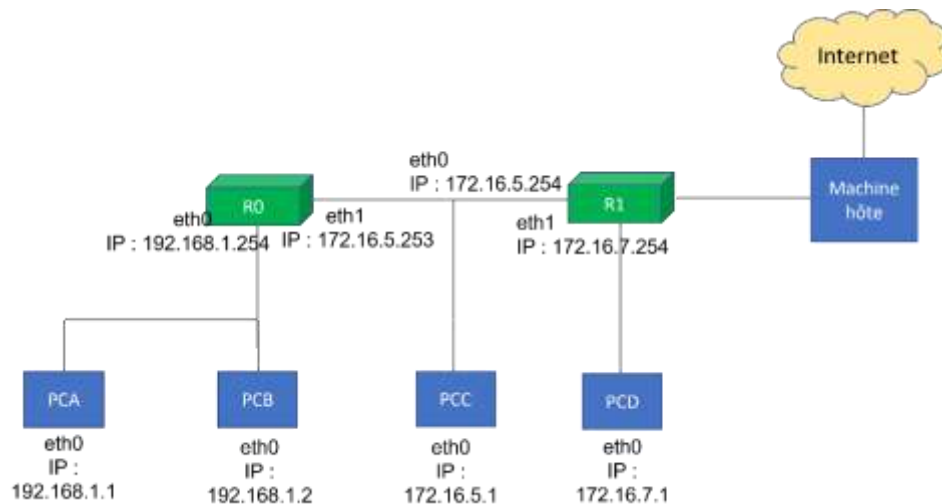 Internet
Machine
hôte
eth0
IP : 172.16.5.254
R0
R1
eth0
IP : 192.168.1.254
eth1
IP : 172.16.5.253
eth1
IP : 172.16.7.254
PCA
PCB
PCC
PCD
eth0
IP :
192.168.1.1
eth0
IP :
192.168.1.2
eth0
IP :
172.16.5.1
eth0
IP :
172.16.7.1